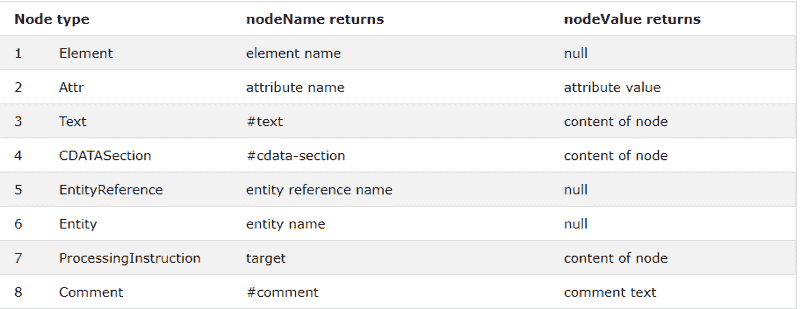 Node type nodeName returns nodeValue returns
1 Element element name null
2 Attr attribute name attribute value
3 Text #text content of node
4 CDATASection #cdata-section content of node
5 EntityReference entity reference name null
6 Entity entity name null
7 ProcessingInstruction target content of node
8 Comment #comment comment text